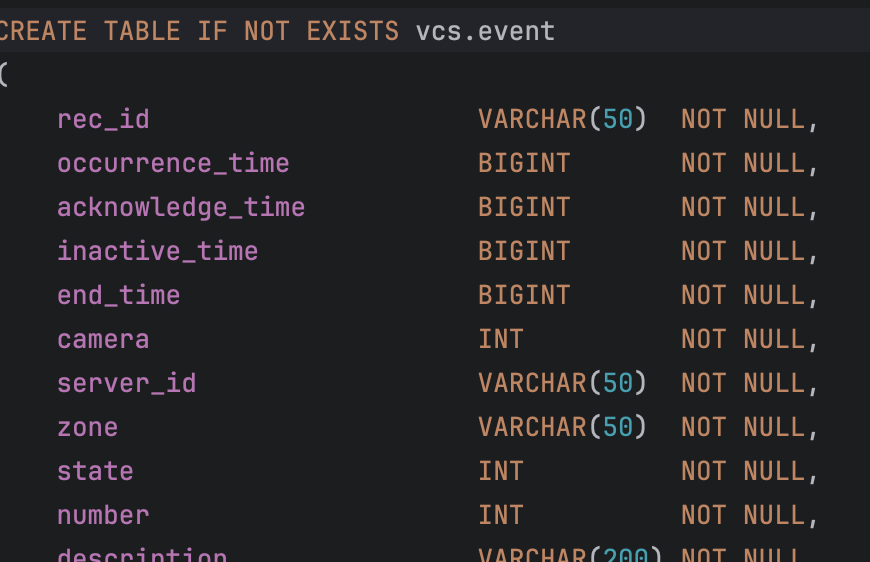 CREATE TABLE IF NOT EXISTS vcs.event
(
rec_id VARCHAR(50) NOT NULL,
occurrence_time BIGINT NOT NULL,
acknowledge_time BIGINT NOT NULL,
inactive_time BIGINT NOT NULL,
end_time BIGINT NOT NULL,
camera INT NOT NULL,
server_id VARCHAR(50) NOT NULL,
zone VARCHAR(50) NOT NULL,
state INT NOT NULL,
number INT NOT NULL,
description VARCHAR(200) NOT NULL